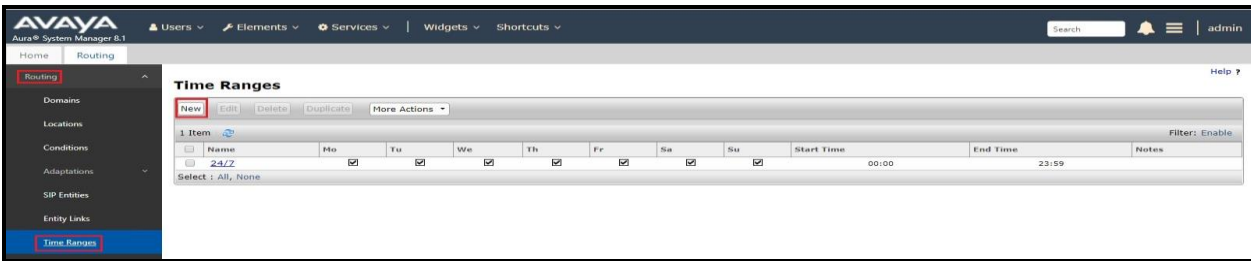 AVAYA
Aura® System Manager 8.1
Users Elements Services | Widgets Shortcuts Search admin
Home Routing
Routing
Domains
Locations
Conditions
Adaptations
SIP Entities
Entity Links
Time Ranges
Help ?
Time Ranges
New Edit Delete Duplicate More Actions
1 Item Filter: Enable
Name Mo Tu We Th Fr Sa Su Start Time End Time Notes
24/7 00:00 23:59
Select : All, None